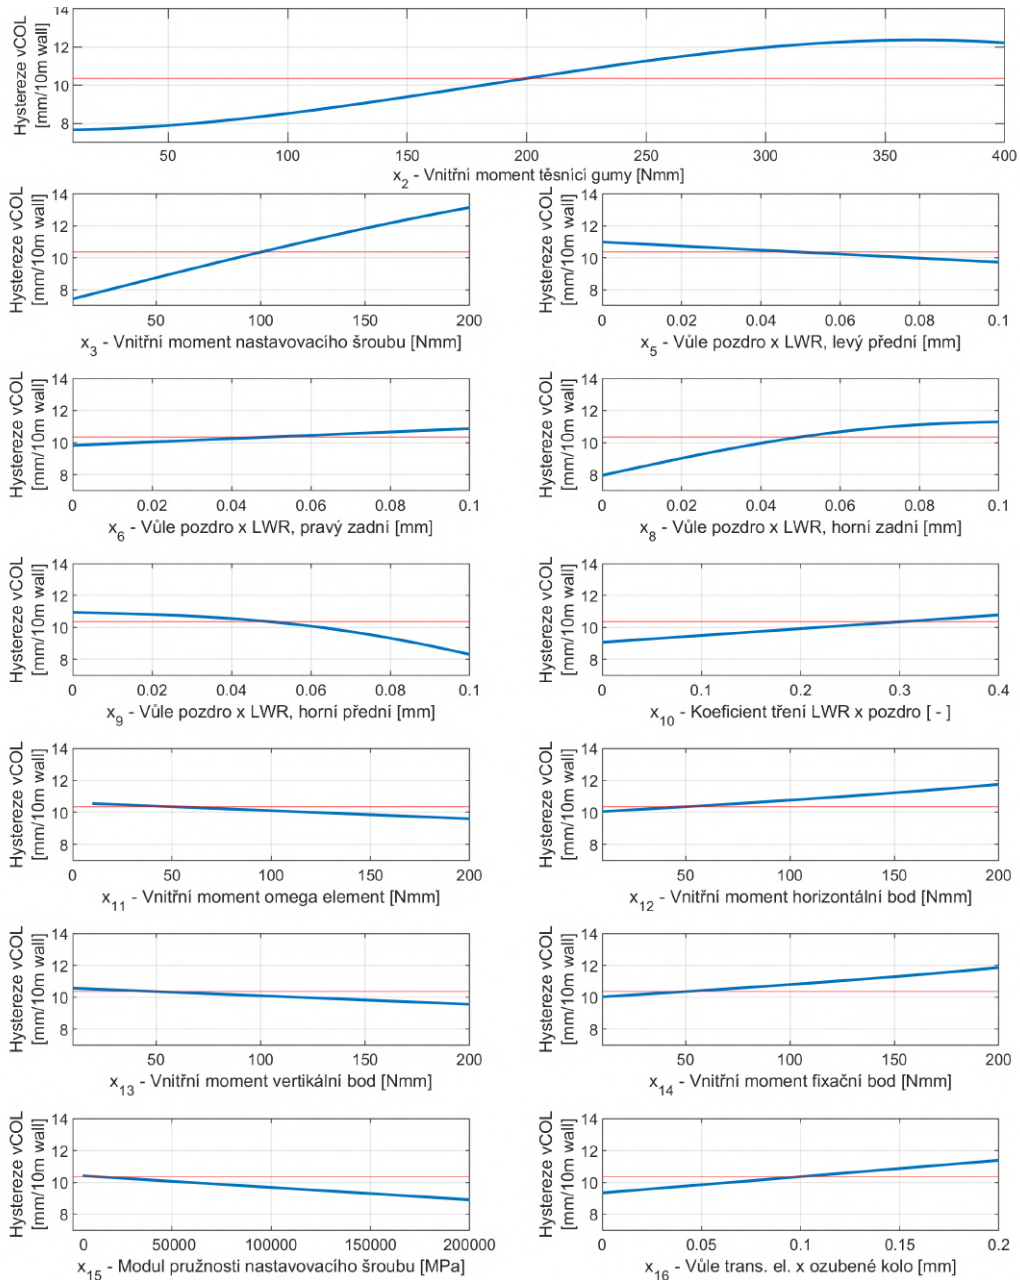 Hystereze vCOL
[mm/10m wall]
14
12
10
8
50 100 150 200 250 300 350 400
x2 - Vnitřní moment těsnící gumy [Nmm]
Hystereze vCOL
[mm/10m wall]
14
12
10
8
50 100 150 200
x3 - Vnitřní moment nastavovacího šroubu [Nmm]
Hystereze vCOL
[mm/10m wall]
14
12
10
8
0 0.02 0.04 0.06 0.08 0.1
x5 - Vůle pozdro x LWR, levý přední [mm]
Hystereze vCOL
[mm/10m wall]
14
12
10
8
0 0.02 0.04 0.06 0.08 0.1
x6 - Vůle pozdro x LWR, pravý zadní [mm]
Hystereze vCOL
[mm/10m wall]
14
12
10
8
0 0.02 0.04 0.06 0.08 0.1
x8 - Vůle pozdro x LWR, horní zadní [mm]
Hystereze vCOL
[mm/10m wall]
14
12
10
8
0 0.02 0.04 0.06 0.08 0.1
x9 - Vůle pozdro x LWR, horní přední [mm]
Hystereze vCOL
[mm/10m wall]
14
12
10
8
0 0.1 0.2 0.3 0.4
x10 - Koeficient tření LWR x pozdro [ - ]
Hystereze vCOL
[mm/10m wall]
14
12
10
8
0 50 100 150 200
x11 - Vnitřní moment omega element [Nmm]
Hystereze vCOL
[mm/10m wall]
14
12
10
8
50 100 150 200
x12 - Vnitřní moment horizontální bod [Nmm]
Hystereze vCOL
[mm/10m wall]
14
12
10
8
50 100 150 200
x13 - Vnitřní moment vertikální bod [Nmm]
Hystereze vCOL
[mm/10m wall]
14
12
10
8
50 100 150 200
x14 - Vnitřní moment fixační bod [Nmm]
Hystereze vCOL
[mm/10m wall]
14
12
10
8
0 50000 100000 150000 200000
x15 - Modul pružnosti nastavovacího šroubu [MPa]
Hystereze vCOL
[mm/10m wall]
14
12
10
8
0 0.05 0.1 0.15 0.2
x16 - Vůle trans. el. x ozubené kolo [mm]